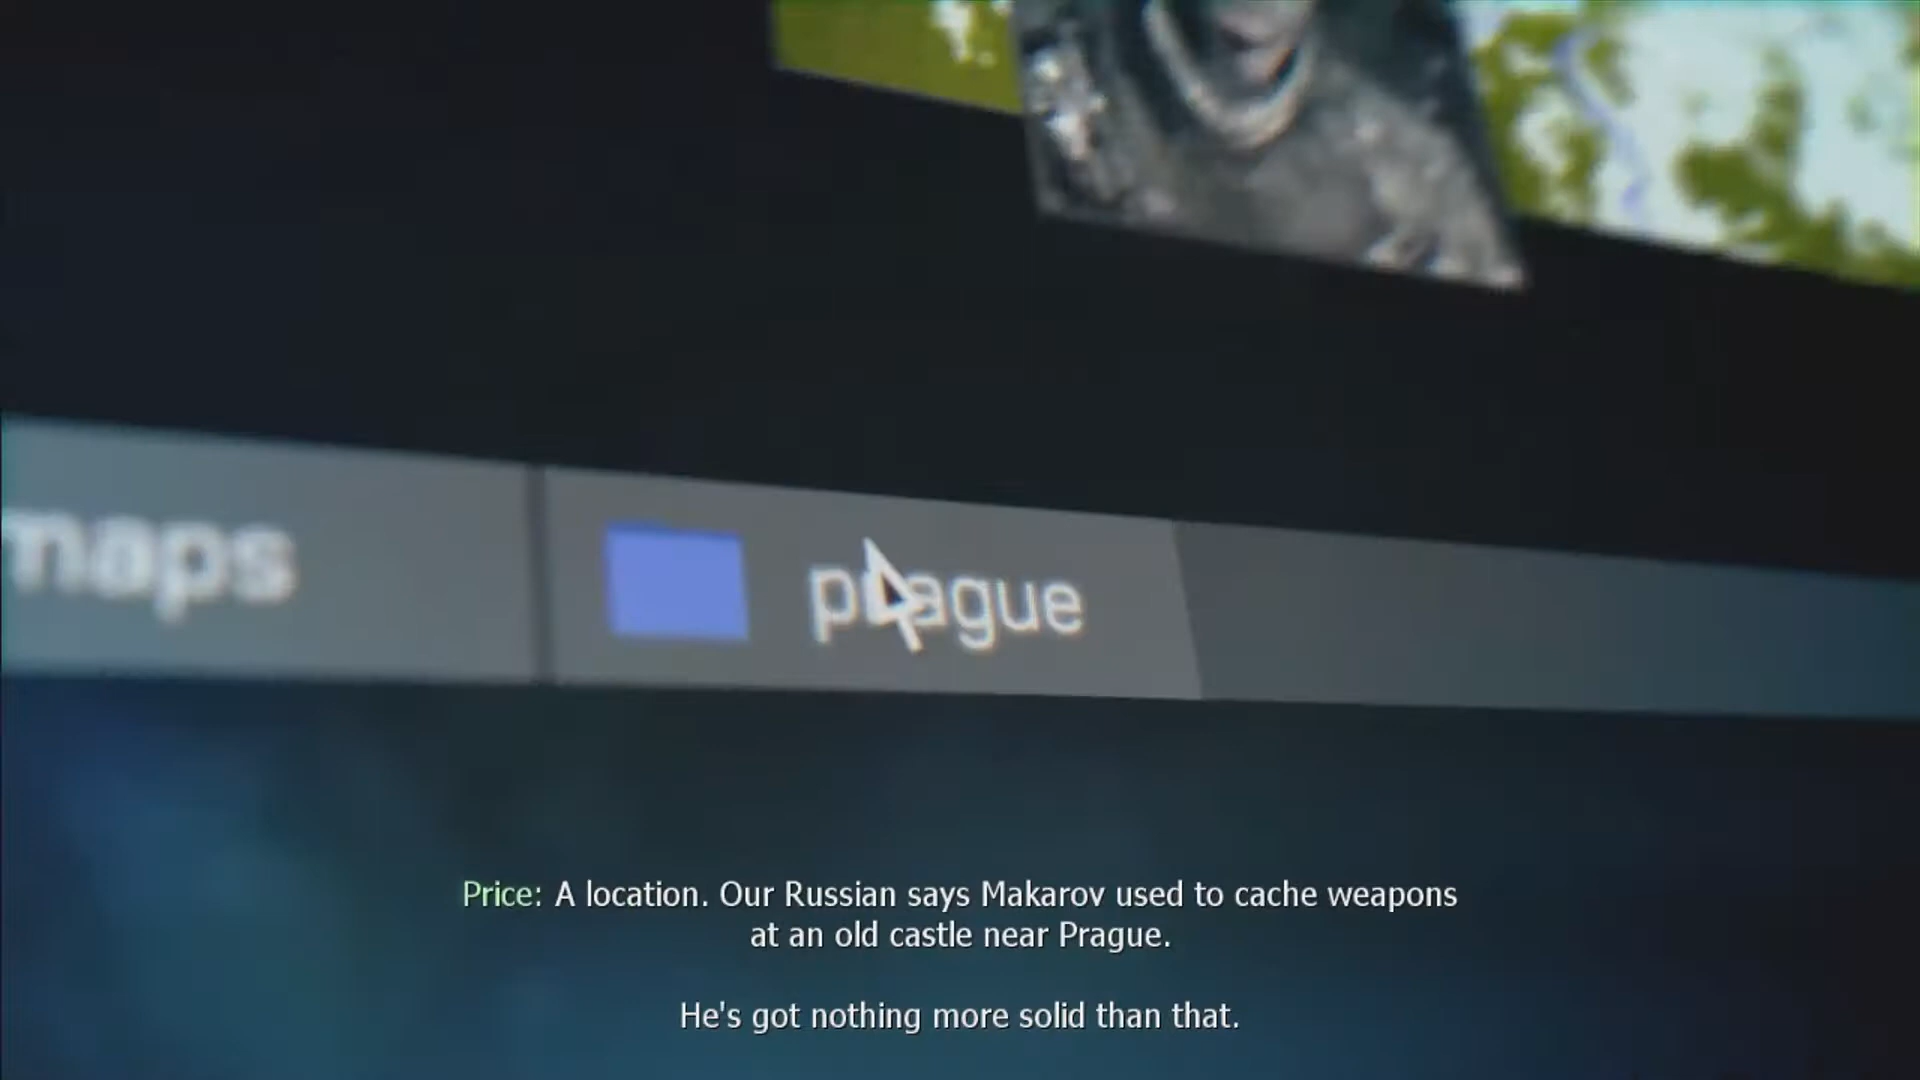 maps
prague
Price: A location. Our Russian says Makarov used to cache weapons
at an old castle near Prague.
He's got nothing more solid than that.